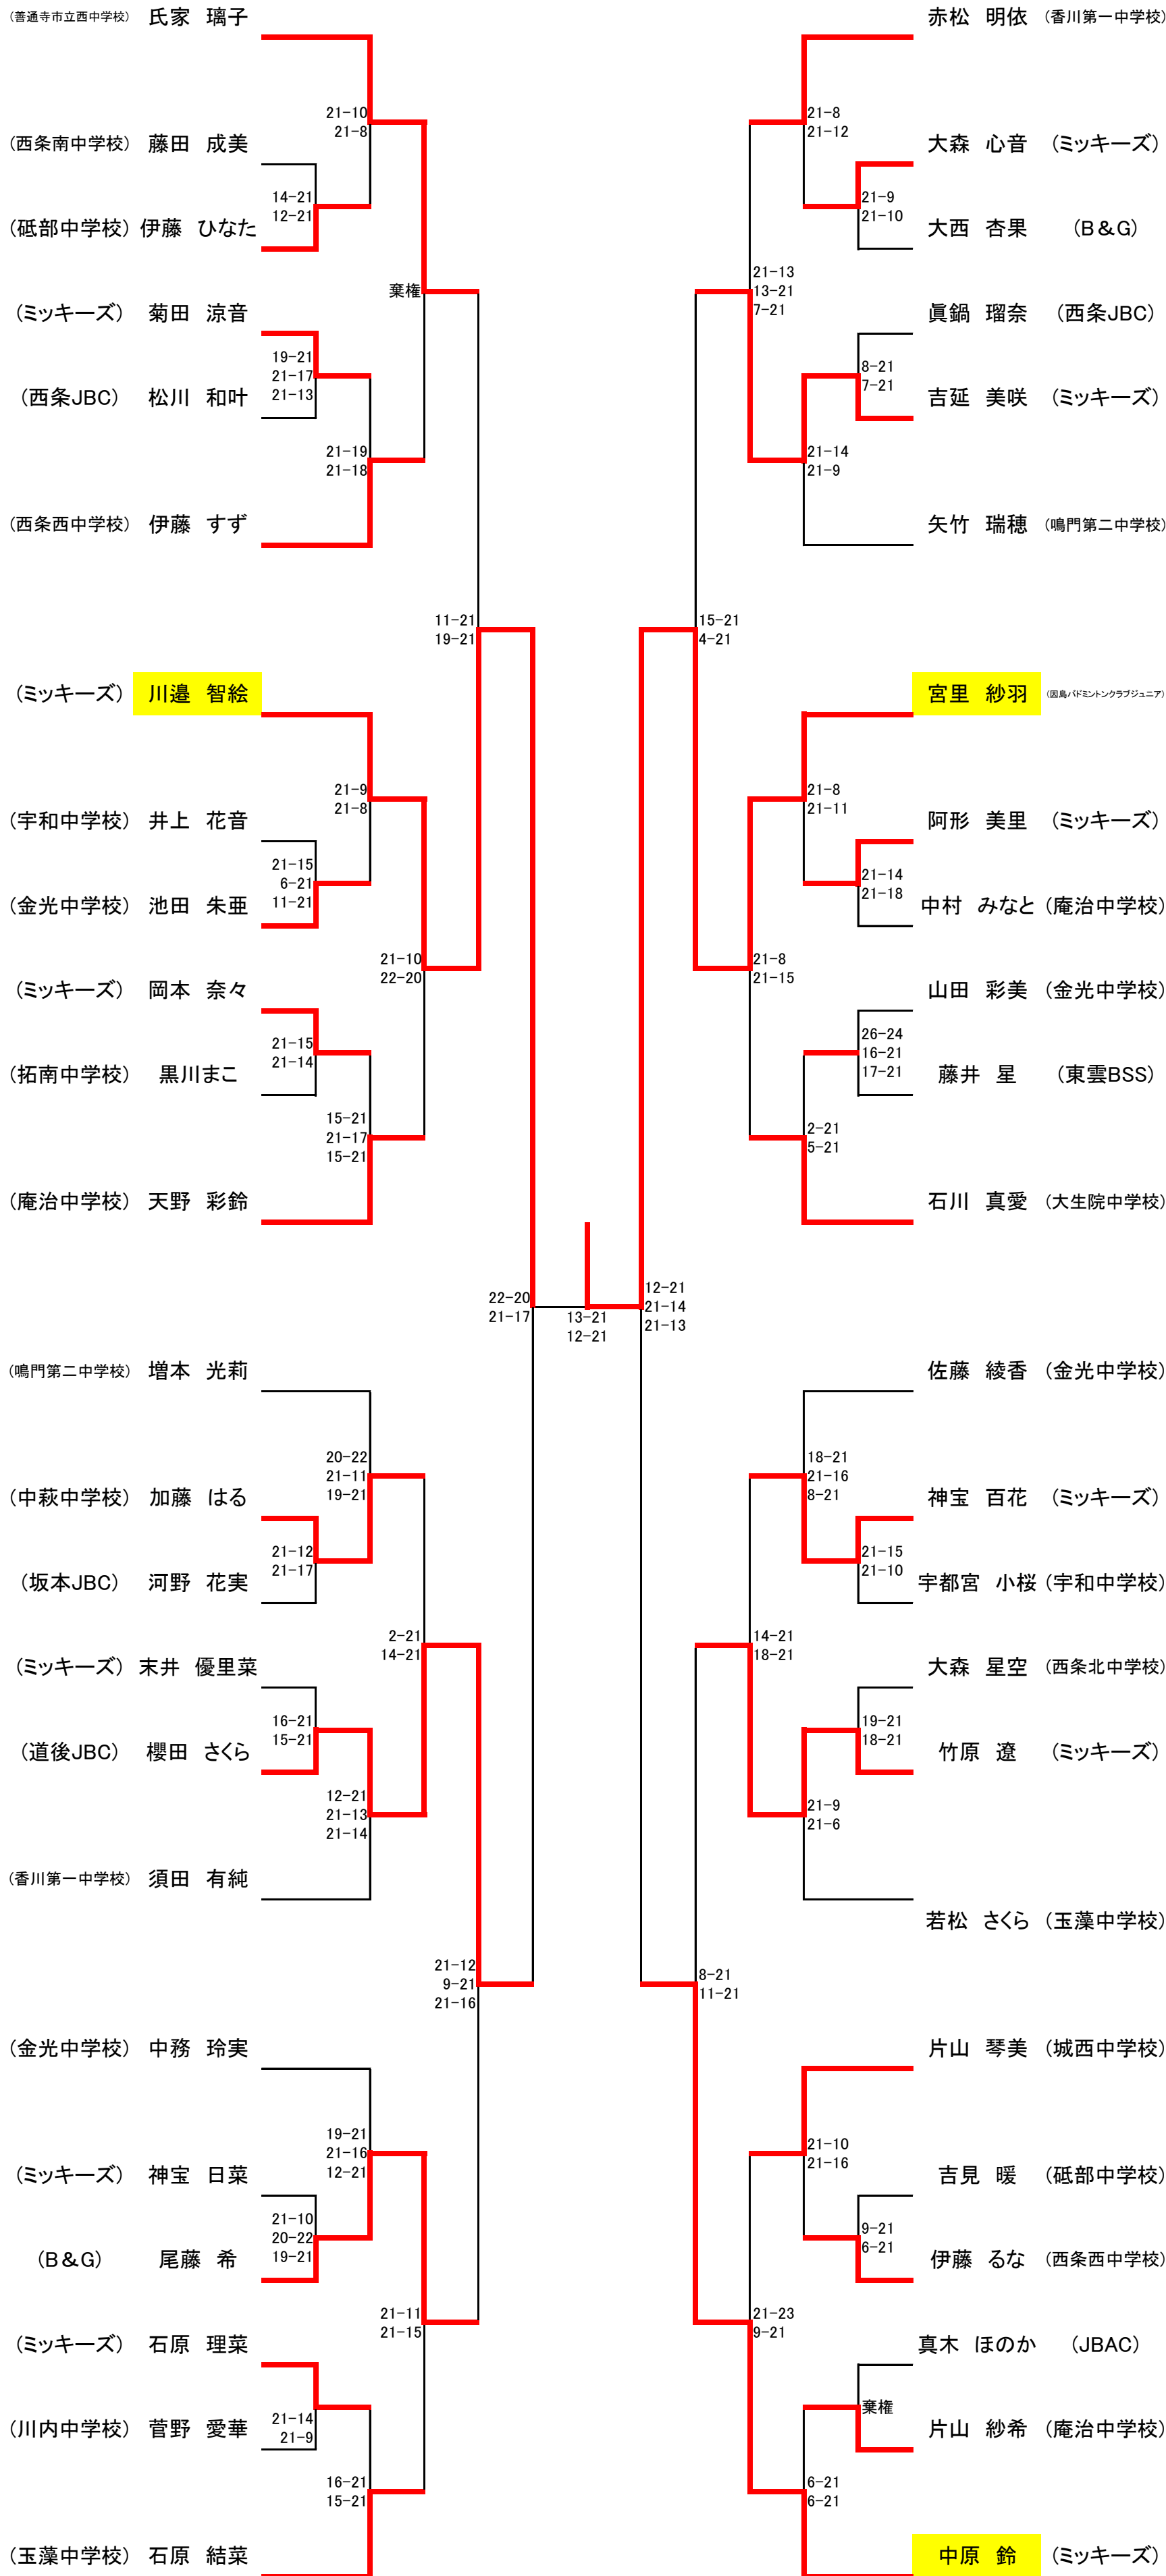 (善通寺市立西中学校) 氏家 璃子
21-10
21-8
(西条南中学校) 藤田 成美
14-21
12-21
(砥部中学校) 伊藤 ひなた
棄権
(ミッキーズ) 菊田 涼音
19-21
21-17
21-13
(西条JBC) 松川 和叶
21-19
21-18
(西条西中学校) 伊藤 すず
11-21
19-21
(ミッキーズ) 川邉 智絵
21-9
21-8
(宇和中学校) 井上 花音
21-15
6-21
11-21
(金光中学校) 池田 朱亜
21-10
22-20
(ミッキーズ) 岡本 奈々
21-15
21-14
(拓南中学校) 黒川まこ
15-21
21-17
15-21
(庵治中学校) 天野 彩鈴
22-20
21-17
13-21
12-21
(鳴門第二中学校) 増本 光莉
20-22
21-11
19-21
(中萩中学校) 加藤 はる
21-12
21-17
(坂本JBC) 河野 花実
2-21
14-21
(ミッキーズ) 末井 優里菜
16-21
15-21
(道後JBC) 櫻田 さくら
12-21
21-13
21-14
(香川第一中学校) 須田 有純
21-12
9-21
21-16
(金光中学校) 中務 玲実
19-21
21-16
12-21
(ミッキーズ) 神宝 日菜
21-10
20-22
19-21
(B&G) 尾藤 希
21-11
21-15
(ミッキーズ) 石原 理菜
21-14
21-9
(川内中学校) 菅野 愛華
16-21
15-21
(玉藻中学校) 石原 結菜
赤松 明依 (香川第一中学校)
21-8
21-12
大森 心音 (ミッキーズ)
21-9
21-10
大西 杏果 (B&G)
21-13
13-21
7-21
眞鍋 瑠奈 (西条JBC)
8-21
7-21
吉延 美咲 (ミッキーズ)
21-14
21-9
矢竹 瑞穂 (鳴門第二中学校)
15-21
4-21
宮里 紗羽 (因島バドミントンクラブジュニア)
21-8
21-11
阿形 美里 (ミッキーズ)
21-14
21-18
中村 みなと (庵治中学校)
21-8
21-15
山田 彩美 (金光中学校)
26-24
16-21
17-21
藤井 星 (東雲BSS)
2-21
5-21
石川 真愛 (大生院中学校)
12-21
21-14
21-13
佐藤 綾香 (金光中学校)
18-21
21-16
8-21
神宝 百花 (ミッキーズ)
21-15
21-10
宇都宮 小桜 (宇和中学校)
14-21
18-21
大森 星空 (西条北中学校)
19-21
18-21
竹原 遼 (ミッキーズ)
21-9
21-6
若松 さくら (玉藻中学校)
8-21
11-21
片山 琴美 (城西中学校)
21-10
21-16
吉見 暖 (砥部中学校)
9-21
6-21
伊藤 るな (西条西中学校)
21-23
9-21
真木 ほのか (JBAC)
棄権
片山 紗希 (庵治中学校)
6-21
6-21
中原 鈴 (ミッキーズ)